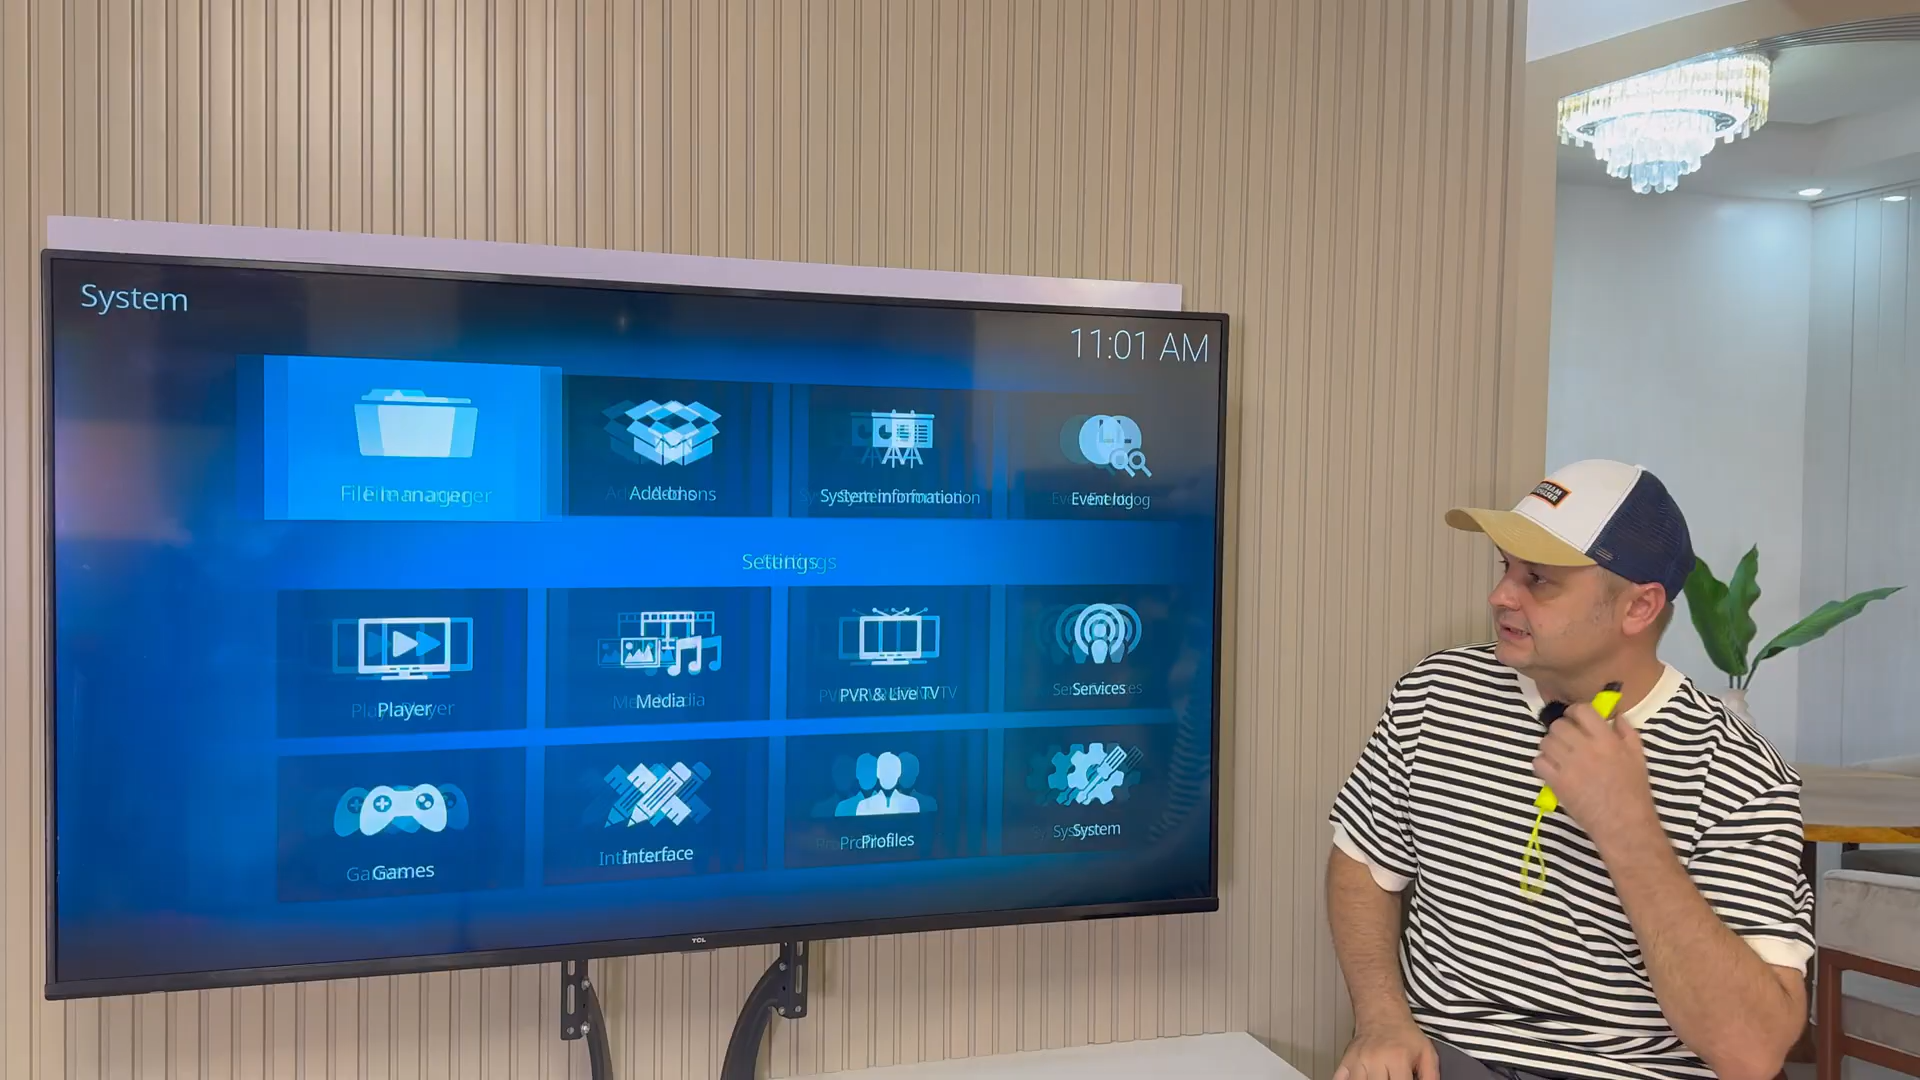 System
11:01 AM
File manager
Add-ons
System information
Event log
Settings
Player
Media
PVR & Live TV
Services
Games
Interface
Profiles
System
TCL